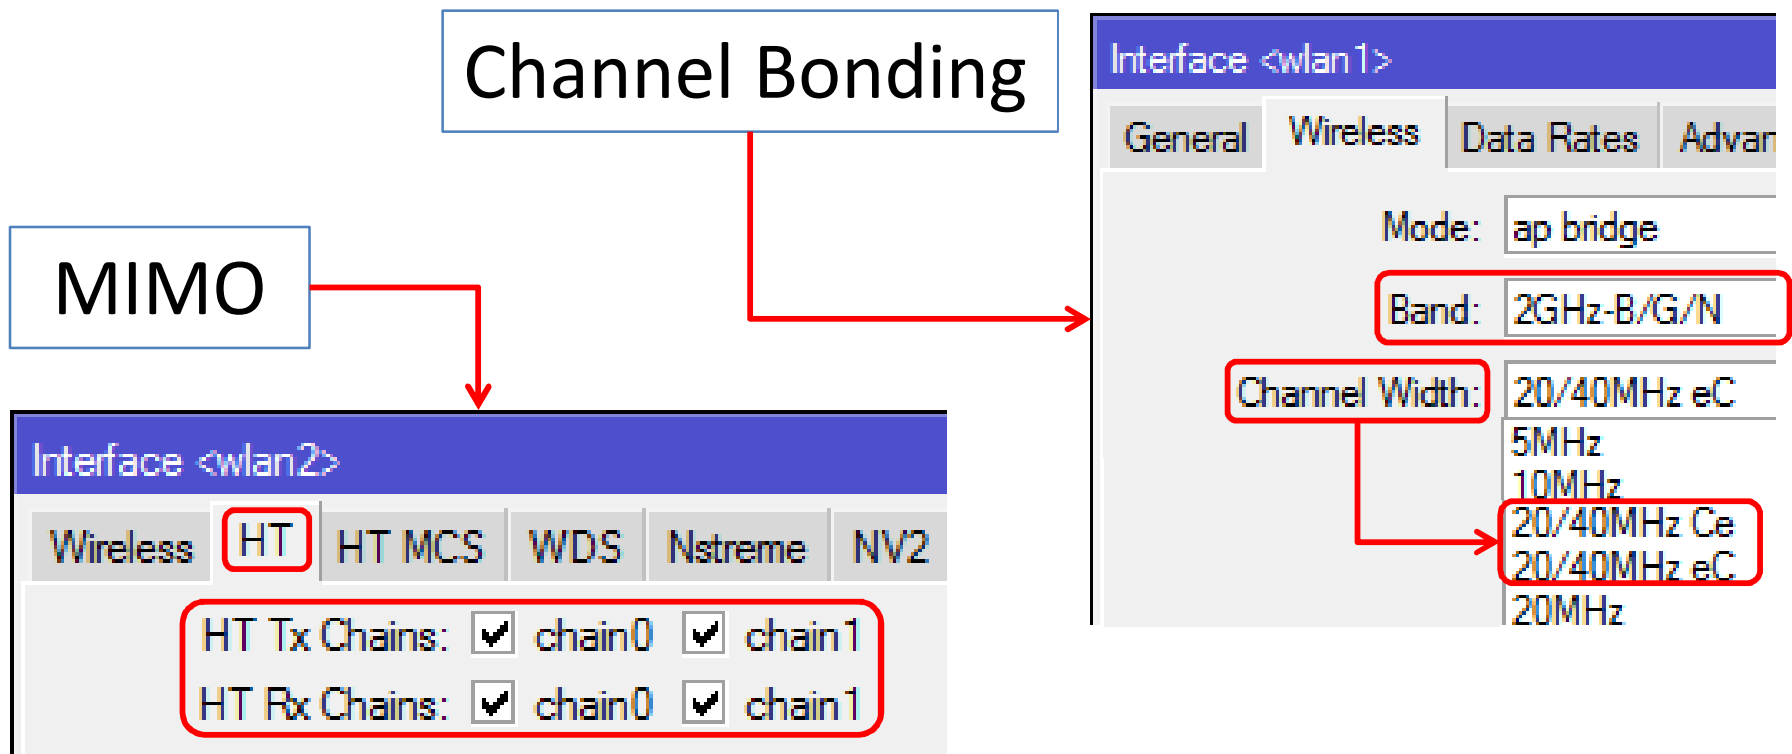 Channel Bonding
MIMO
Interface <wlan1>
General Wireless Data Rates Advan
Mode: ap bridge
Band: 2GHz-B/G/N
Channel Width: 20/40MHz eC
5MHz
10MHz
20/40MHz Ce
20/40MHz eC
20MHz
Interface <wlan2>
Wireless HT HT MCS WDS Nstreme NV2
HT Tx Chains: chain0 chain1
HT Rx Chains: chain0 chain1